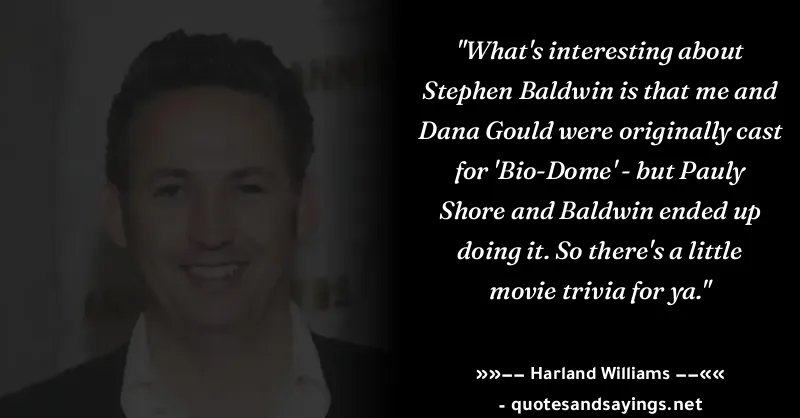 "What's interesting about
Stephen Baldwin is that me and
Dana Gould were originally cast
for 'Bio-Dome' - but Pauly
Shore and Baldwin ended up
doing it. So there's a little
movie trivia for ya."
»»—— Harland Williams ——««
- quotesandsayings.net